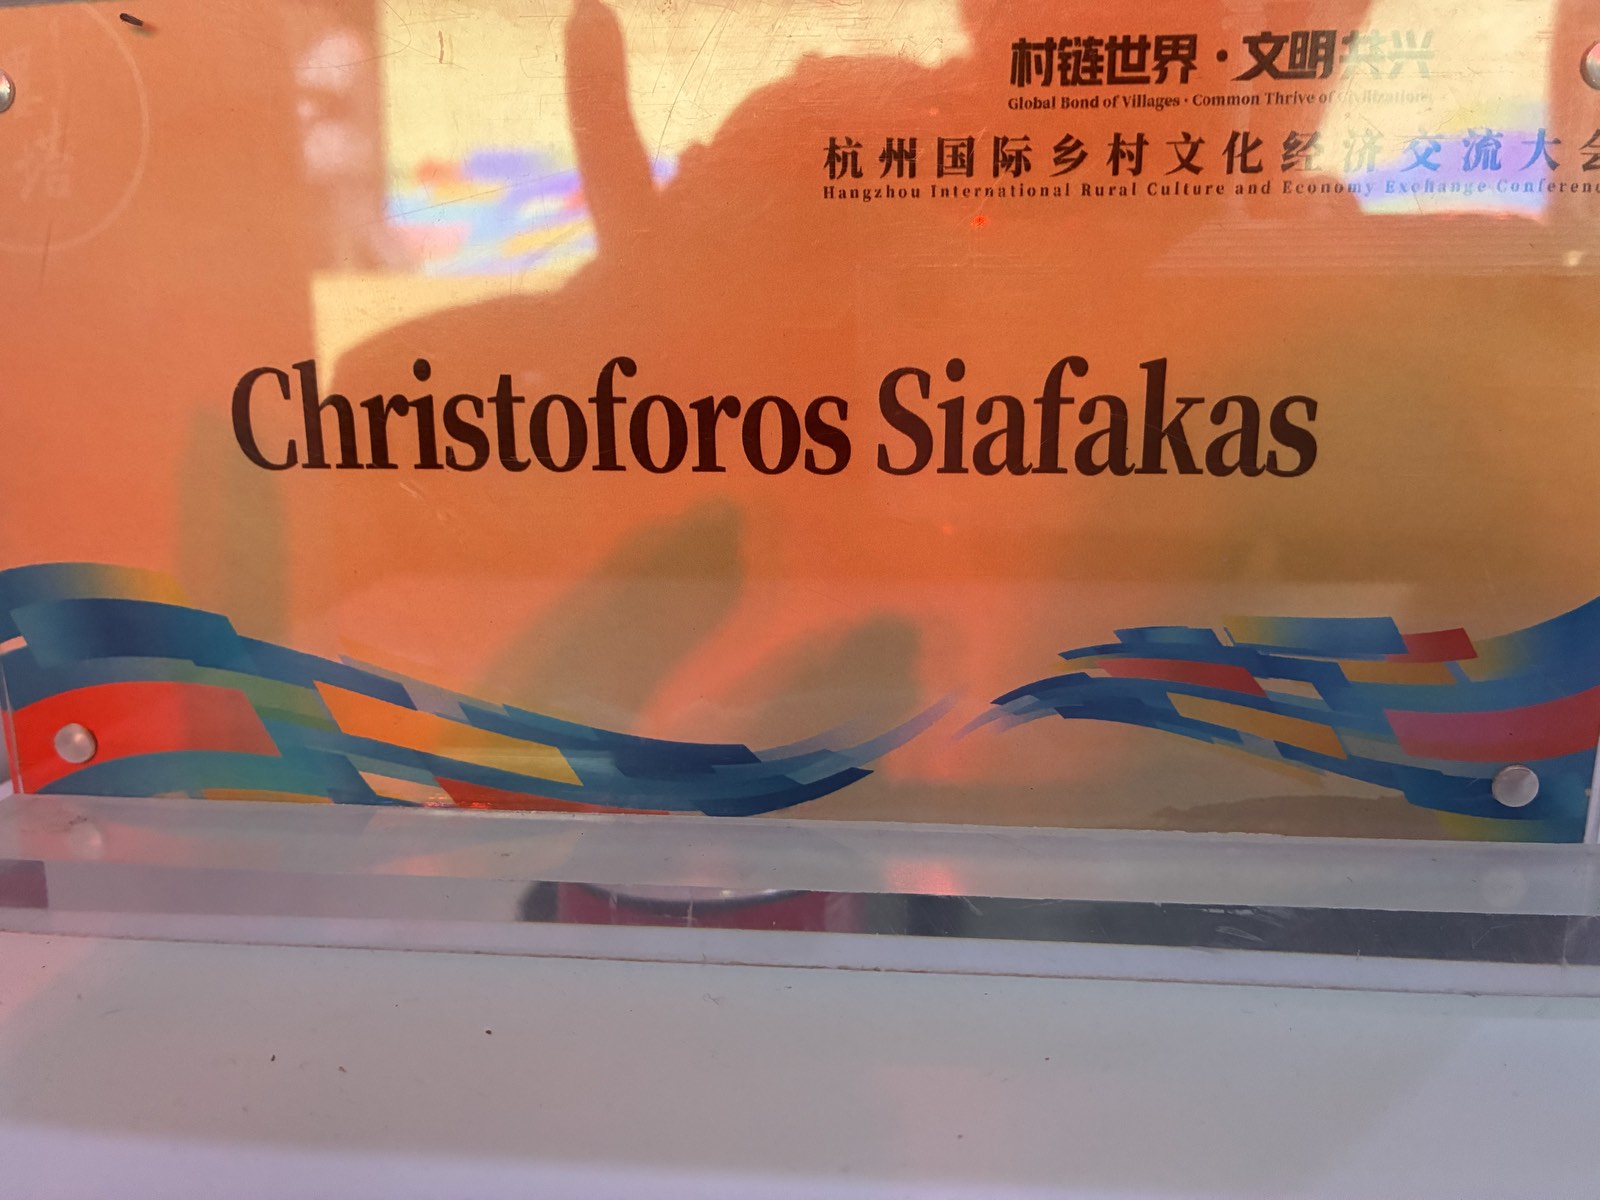 村链世界·文明共兴
Global Bond of Villages · Common Thrive of Civilizations
杭州国际乡村文化经济交流大会
Hangzhou International Rural Culture and Economy Exchange Conferenc
Christoforos Siafakas